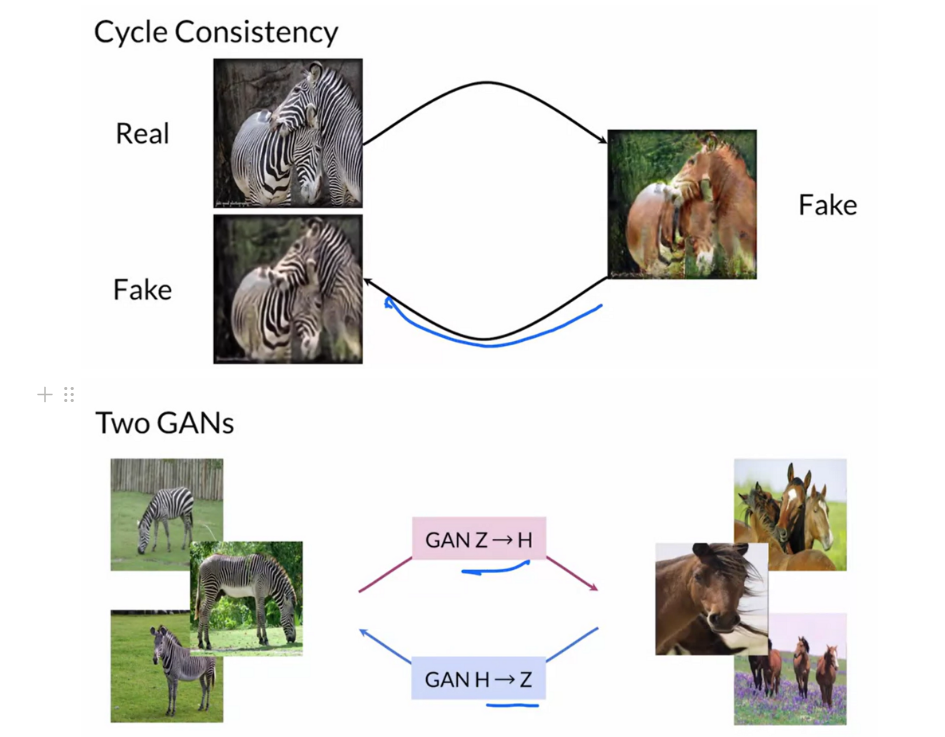 Cycle Consistency
Real
Fake
Fake
Two GANs
GAN Z → H
GAN H → Z